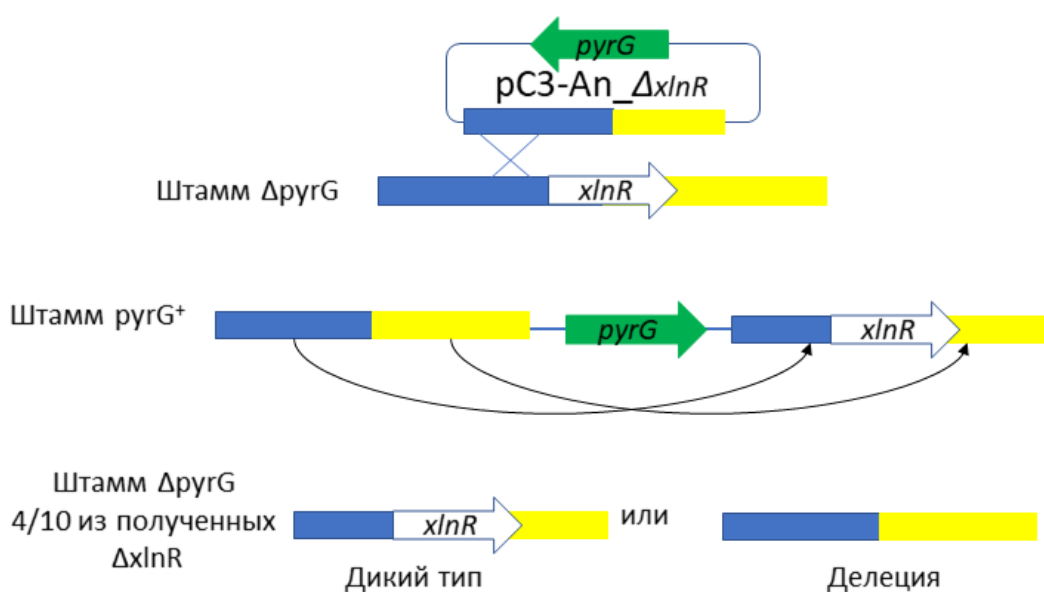 pyrG
pC3-An_ΔxlnR
Штамм ΔpyrG
xlnR
Штамм pyrG⁺
pyrG
xlnR
Штамм ΔpyrG
4/10 из полученных
ΔxlnR
xlnR
или
Дикий тип
Делеция